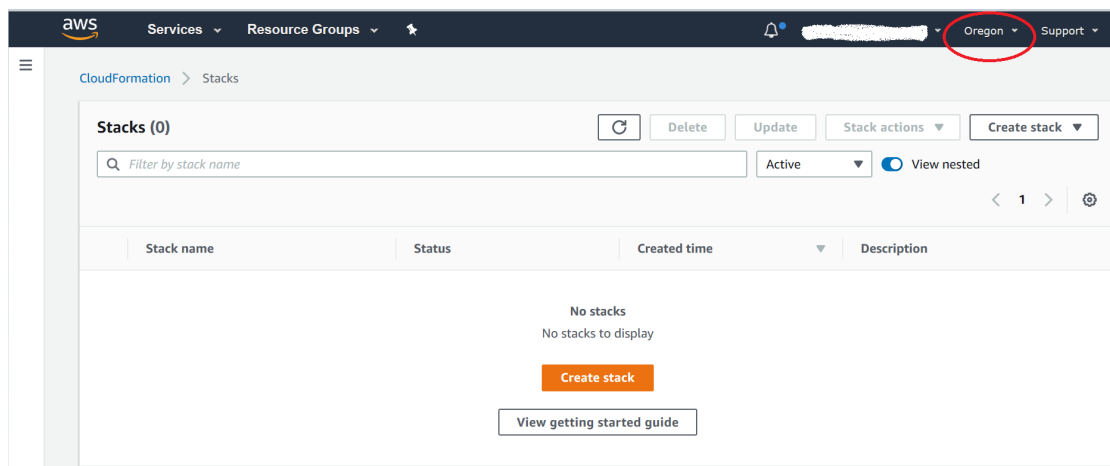 aws Services Resource Groups Oregon Support
CloudFormation > Stacks
Stacks (0) Delete Update Stack actions Create stack
Filter by stack name Active View nested
< 1 >
Stack name Status Created time Description
No stacks
No stacks to display
Create stack
View getting started guide